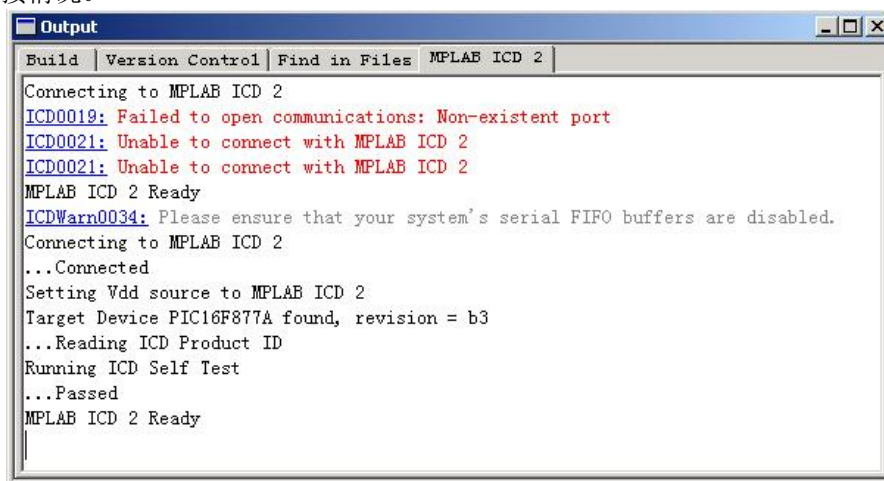 接情况。
Output
Build Version Control Find in Files MPLAB ICD 2
Connecting to MPLAB ICD 2
ICD0019: Failed to open communications: Non-existent port
ICD0021: Unable to connect with MPLAB ICD 2
ICD0021: Unable to connect with MPLAB ICD 2
MPLAB ICD 2 Ready
ICDWarn0034: Please ensure that your system's serial FIFO buffers are disabled.
Connecting to MPLAB ICD 2
...Connected
Setting Vdd source to MPLAB ICD 2
Target Device PIC16F877A found, revision = b3
...Reading ICD Product ID
Running ICD Self Test
...Passed
MPLAB ICD 2 Ready